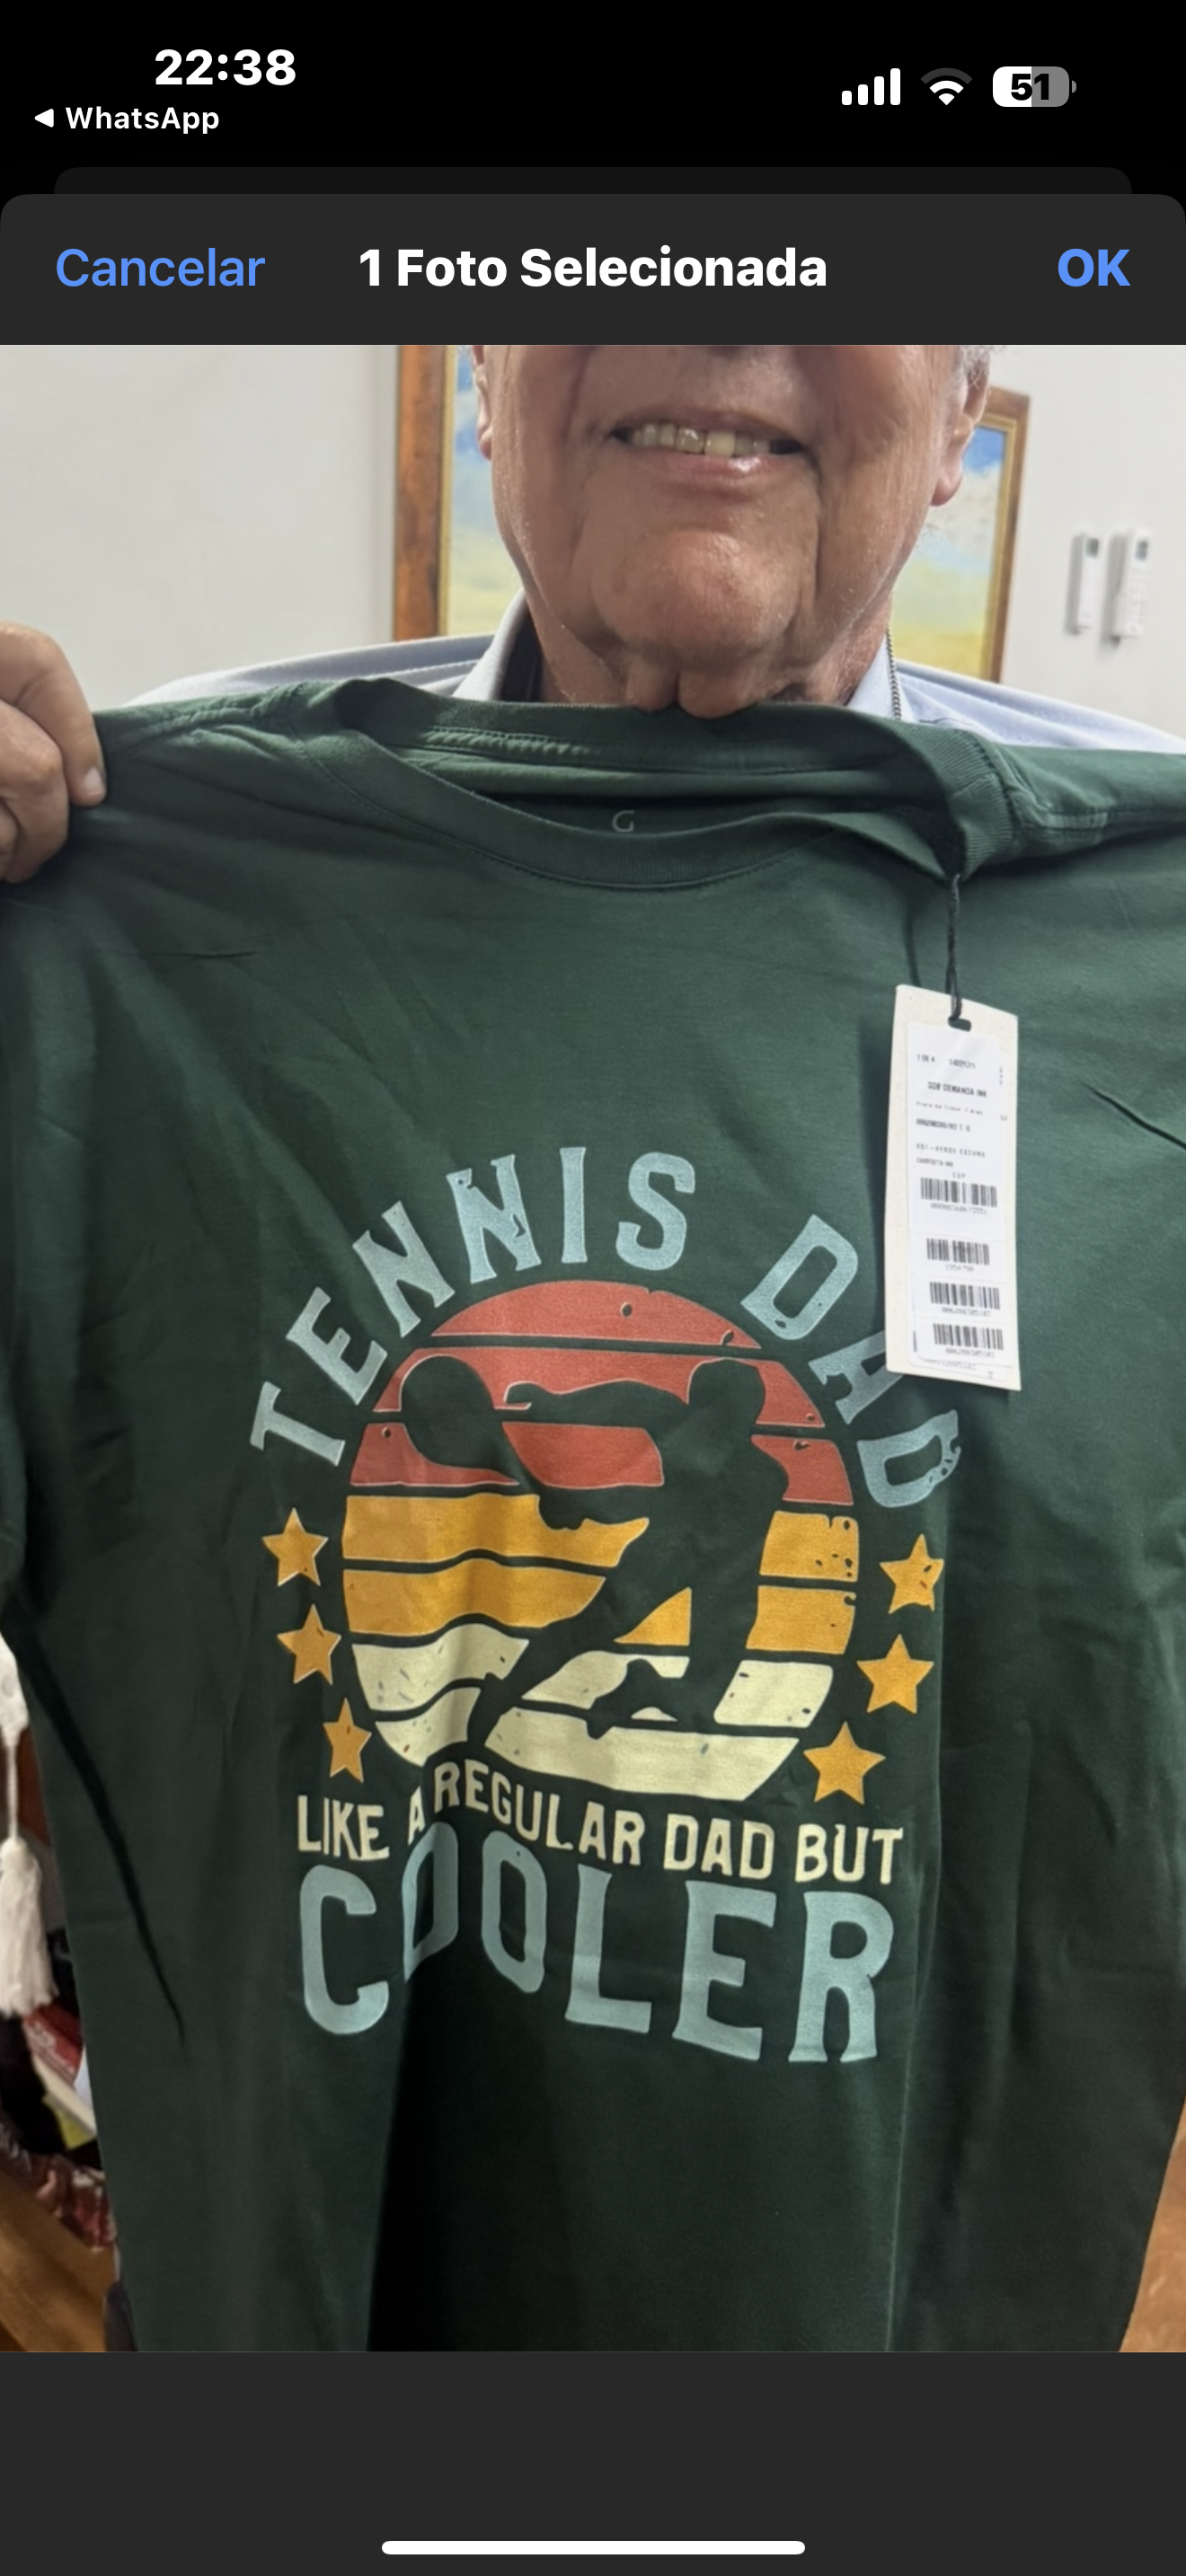 22:38
WhatsApp
51
Cancelar
1 Foto Selecionada
OK
G
TENNIS DAD
LIKE A REGULAR DAD BUT
COOLER